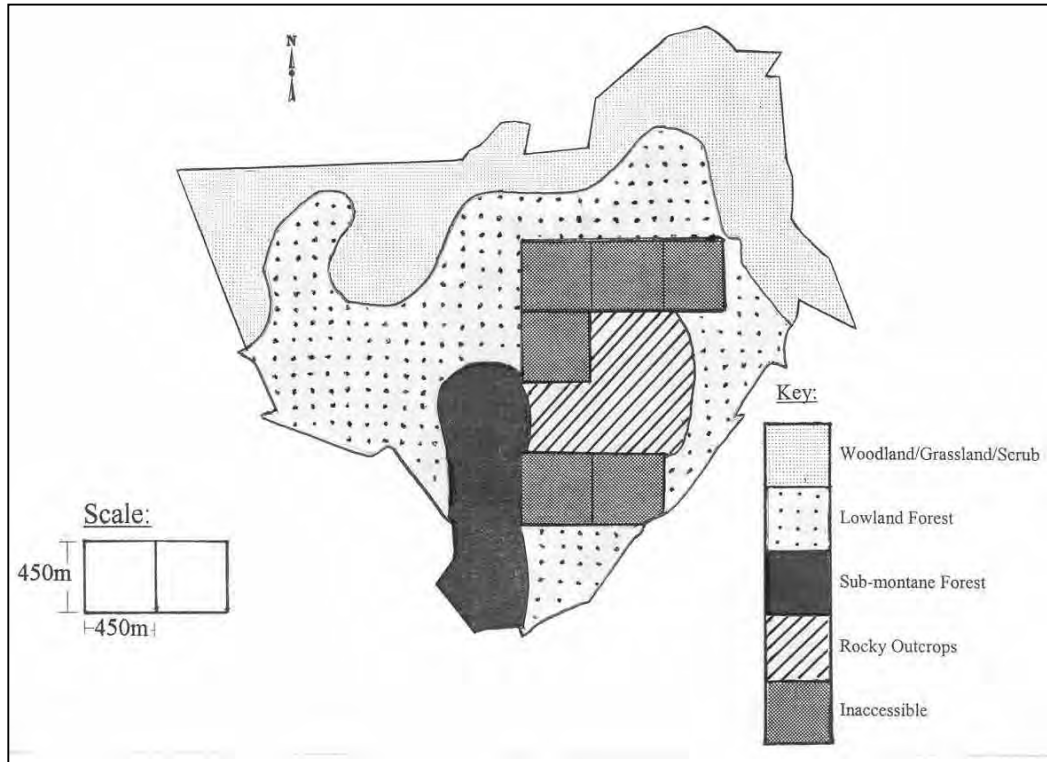 N
Key:
Woodland/Grassland/Scrub
Lowland Forest
Scale:
450m
Sub-montane Forest
450m
Rocky Outcrops
Inaccessible